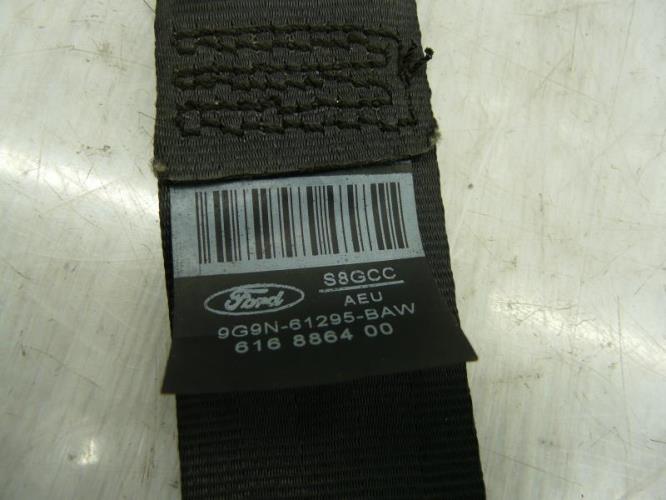 S8GCC
Ford
AEU
9G9N-61295-BAW
616 8864 00